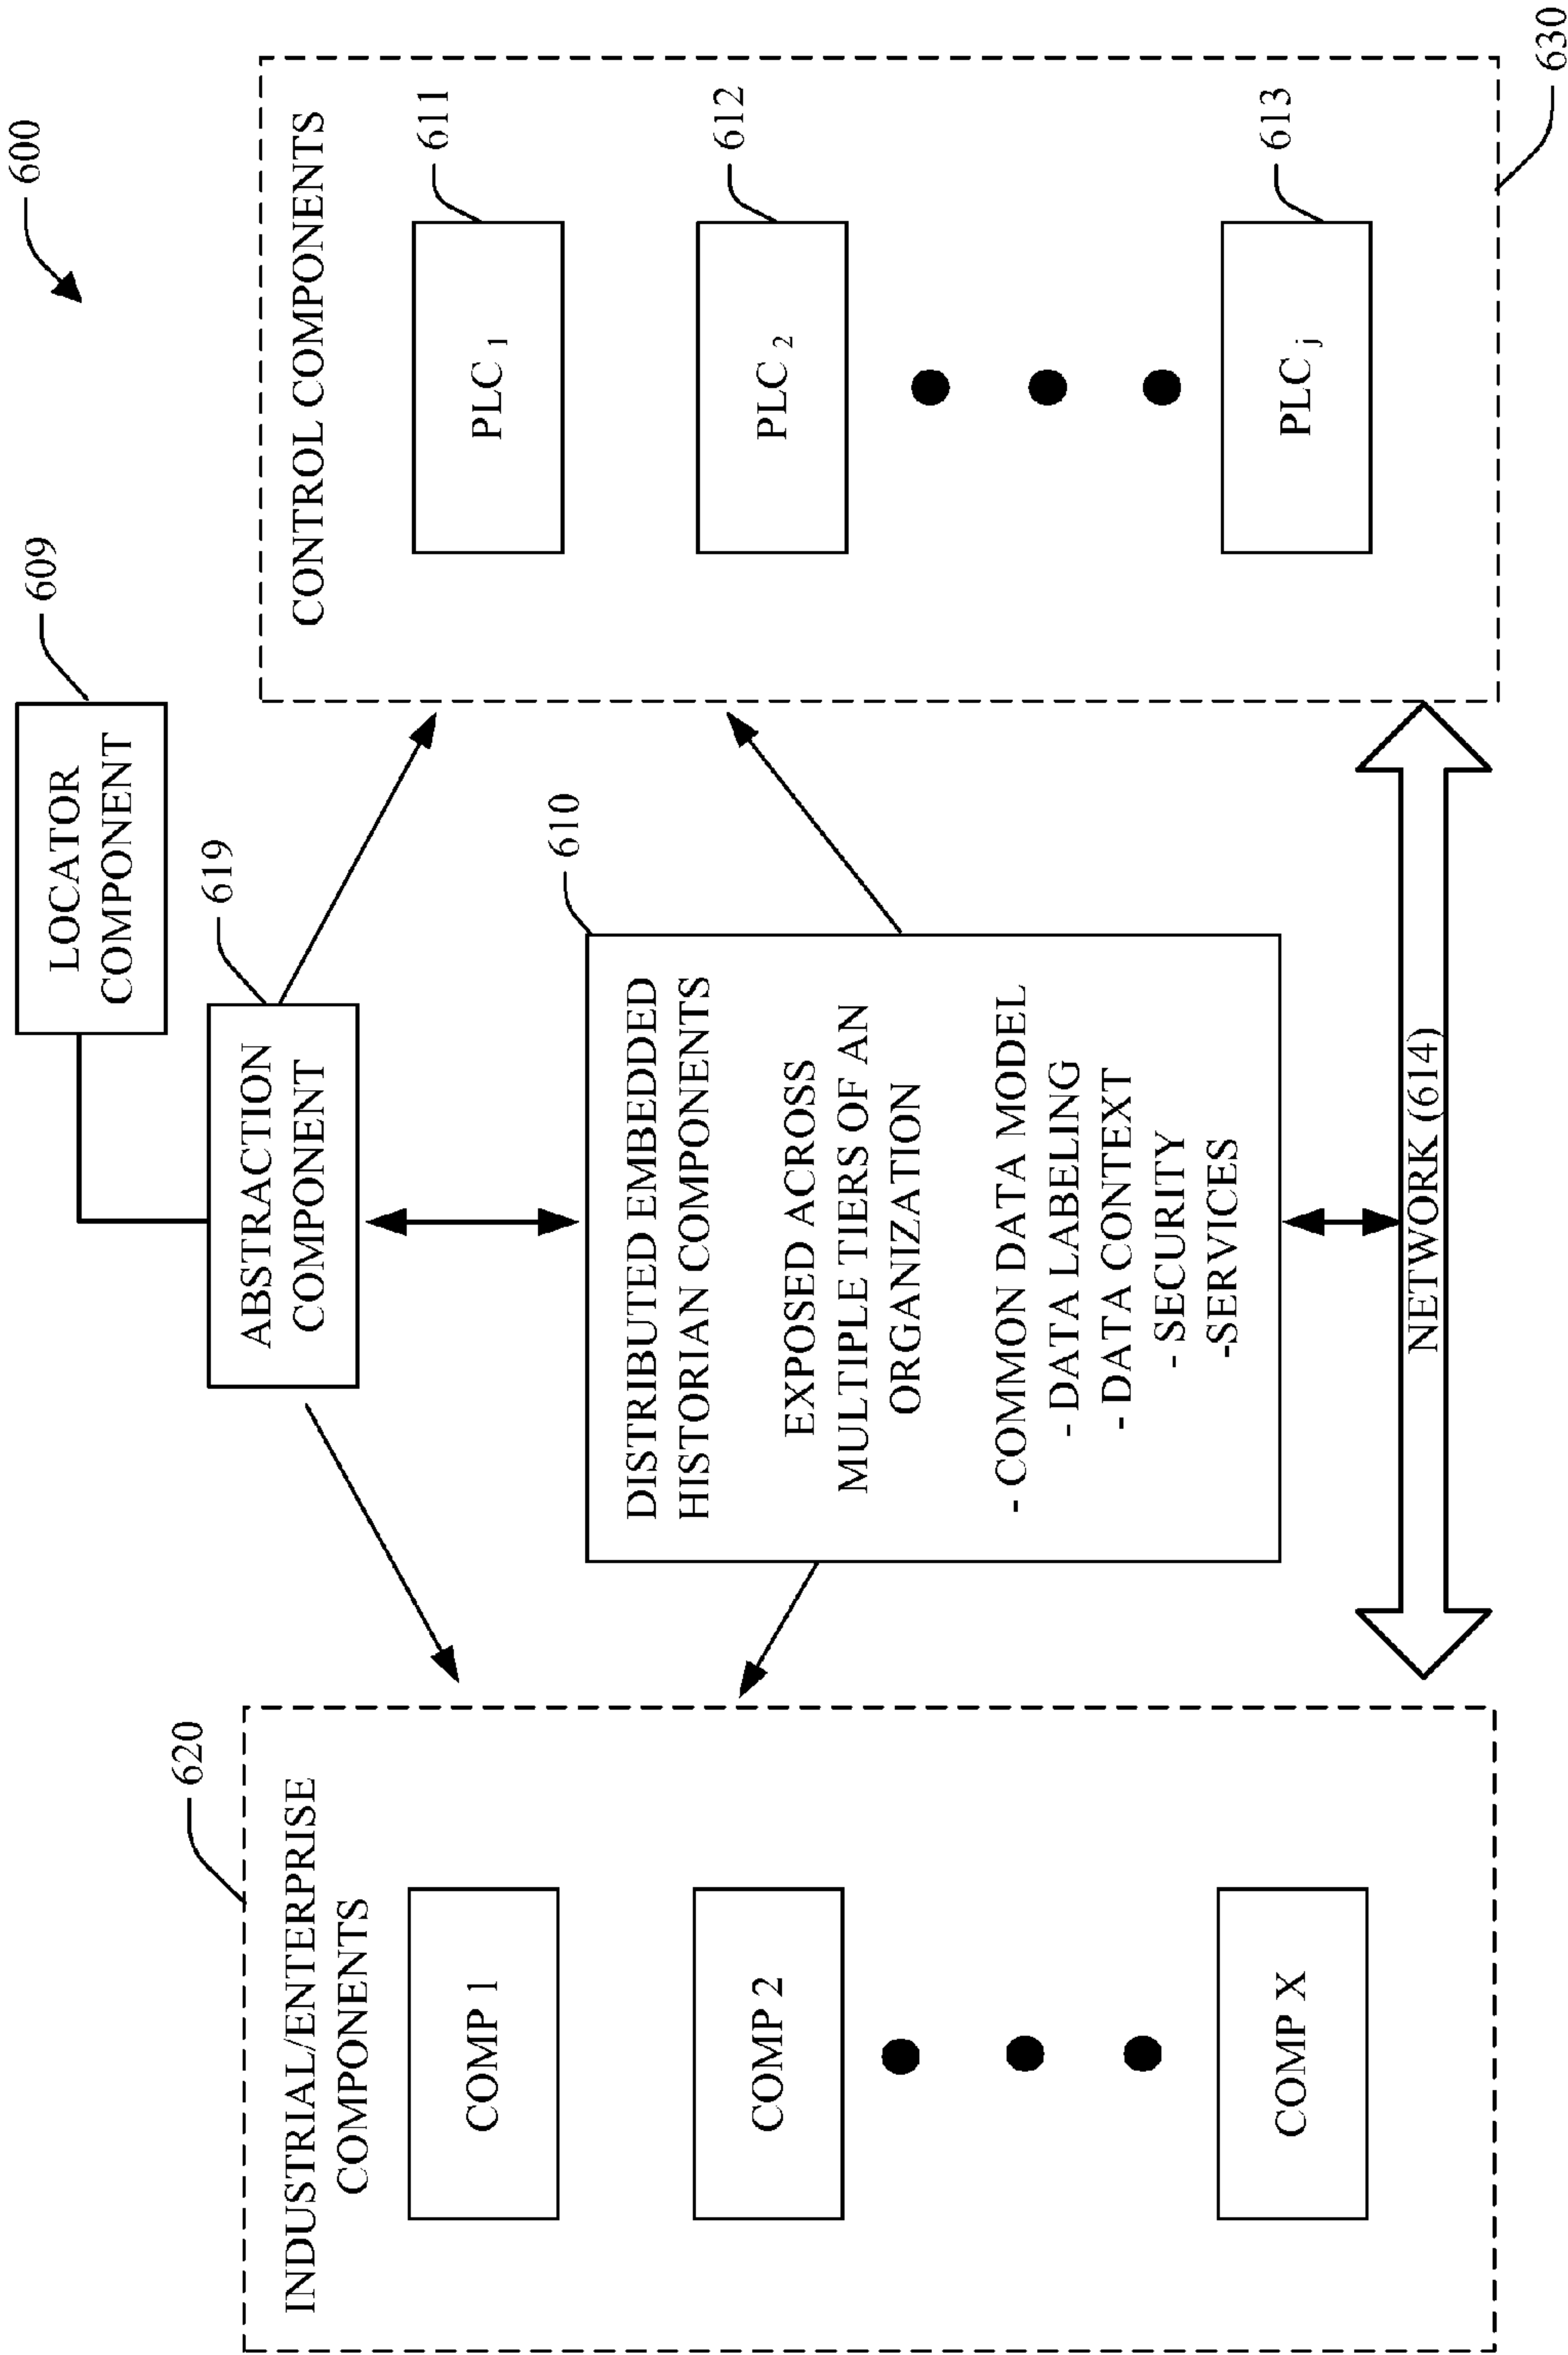 600
LOCATOR
COMPONENT
609
619
ABSTRACTION
COMPONENT
620
INDUSTRIAL/ENTERPRISE
COMPONENTS
COMP 1
COMP 2
COMP X
610
DISTRIBUTED EMBEDDED
HISTORIAN COMPONENTS
EXPOSED ACROSS
MULTIPLE TIERS OF AN
ORGANIZATION
- COMMON DATA MODEL
- DATA LABELING
- DATA CONTEXT
- SECURITY
-SERVICES
CONTROL COMPONENTS
PLC 1
611
PLC 2
612
PLC j
613
NETWORK (614)
630